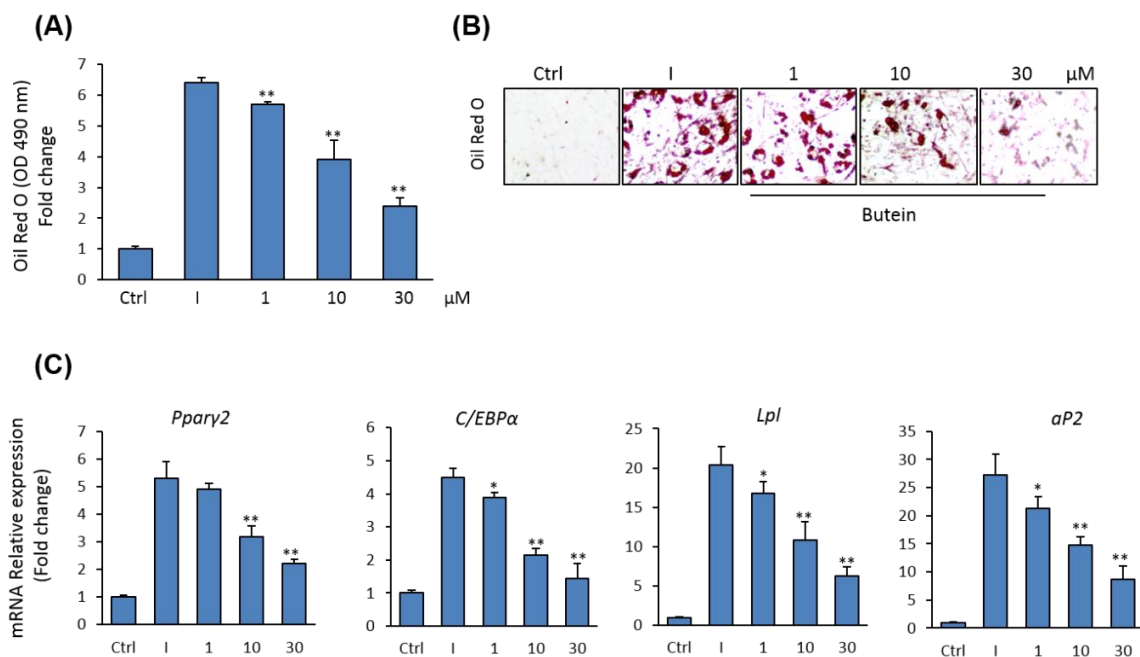 (A)
Oil Red O (OD 490 nm)
Fold change
7
6
5
4
3
2
1
0
**
**
**
Ctrl I 1 10 30 μM
(B)
Ctrl I 1 10 30 μM
Oil Red O
Butein
(C)
mRNA Relative expression
(Fold change)
Pparγ2
7
6
5
4
3
2
1
0
**
**
Ctrl I 1 10 30
C/EBPα
6
5
4
3
2
1
0
*
**
**
Ctrl I 1 10 30
Lpl
25
20
15
10
5
0
*
**
**
Ctrl I 1 10 30
aP2
35
30
25
20
15
10
5
0
*
**
**
Ctrl I 1 10 30